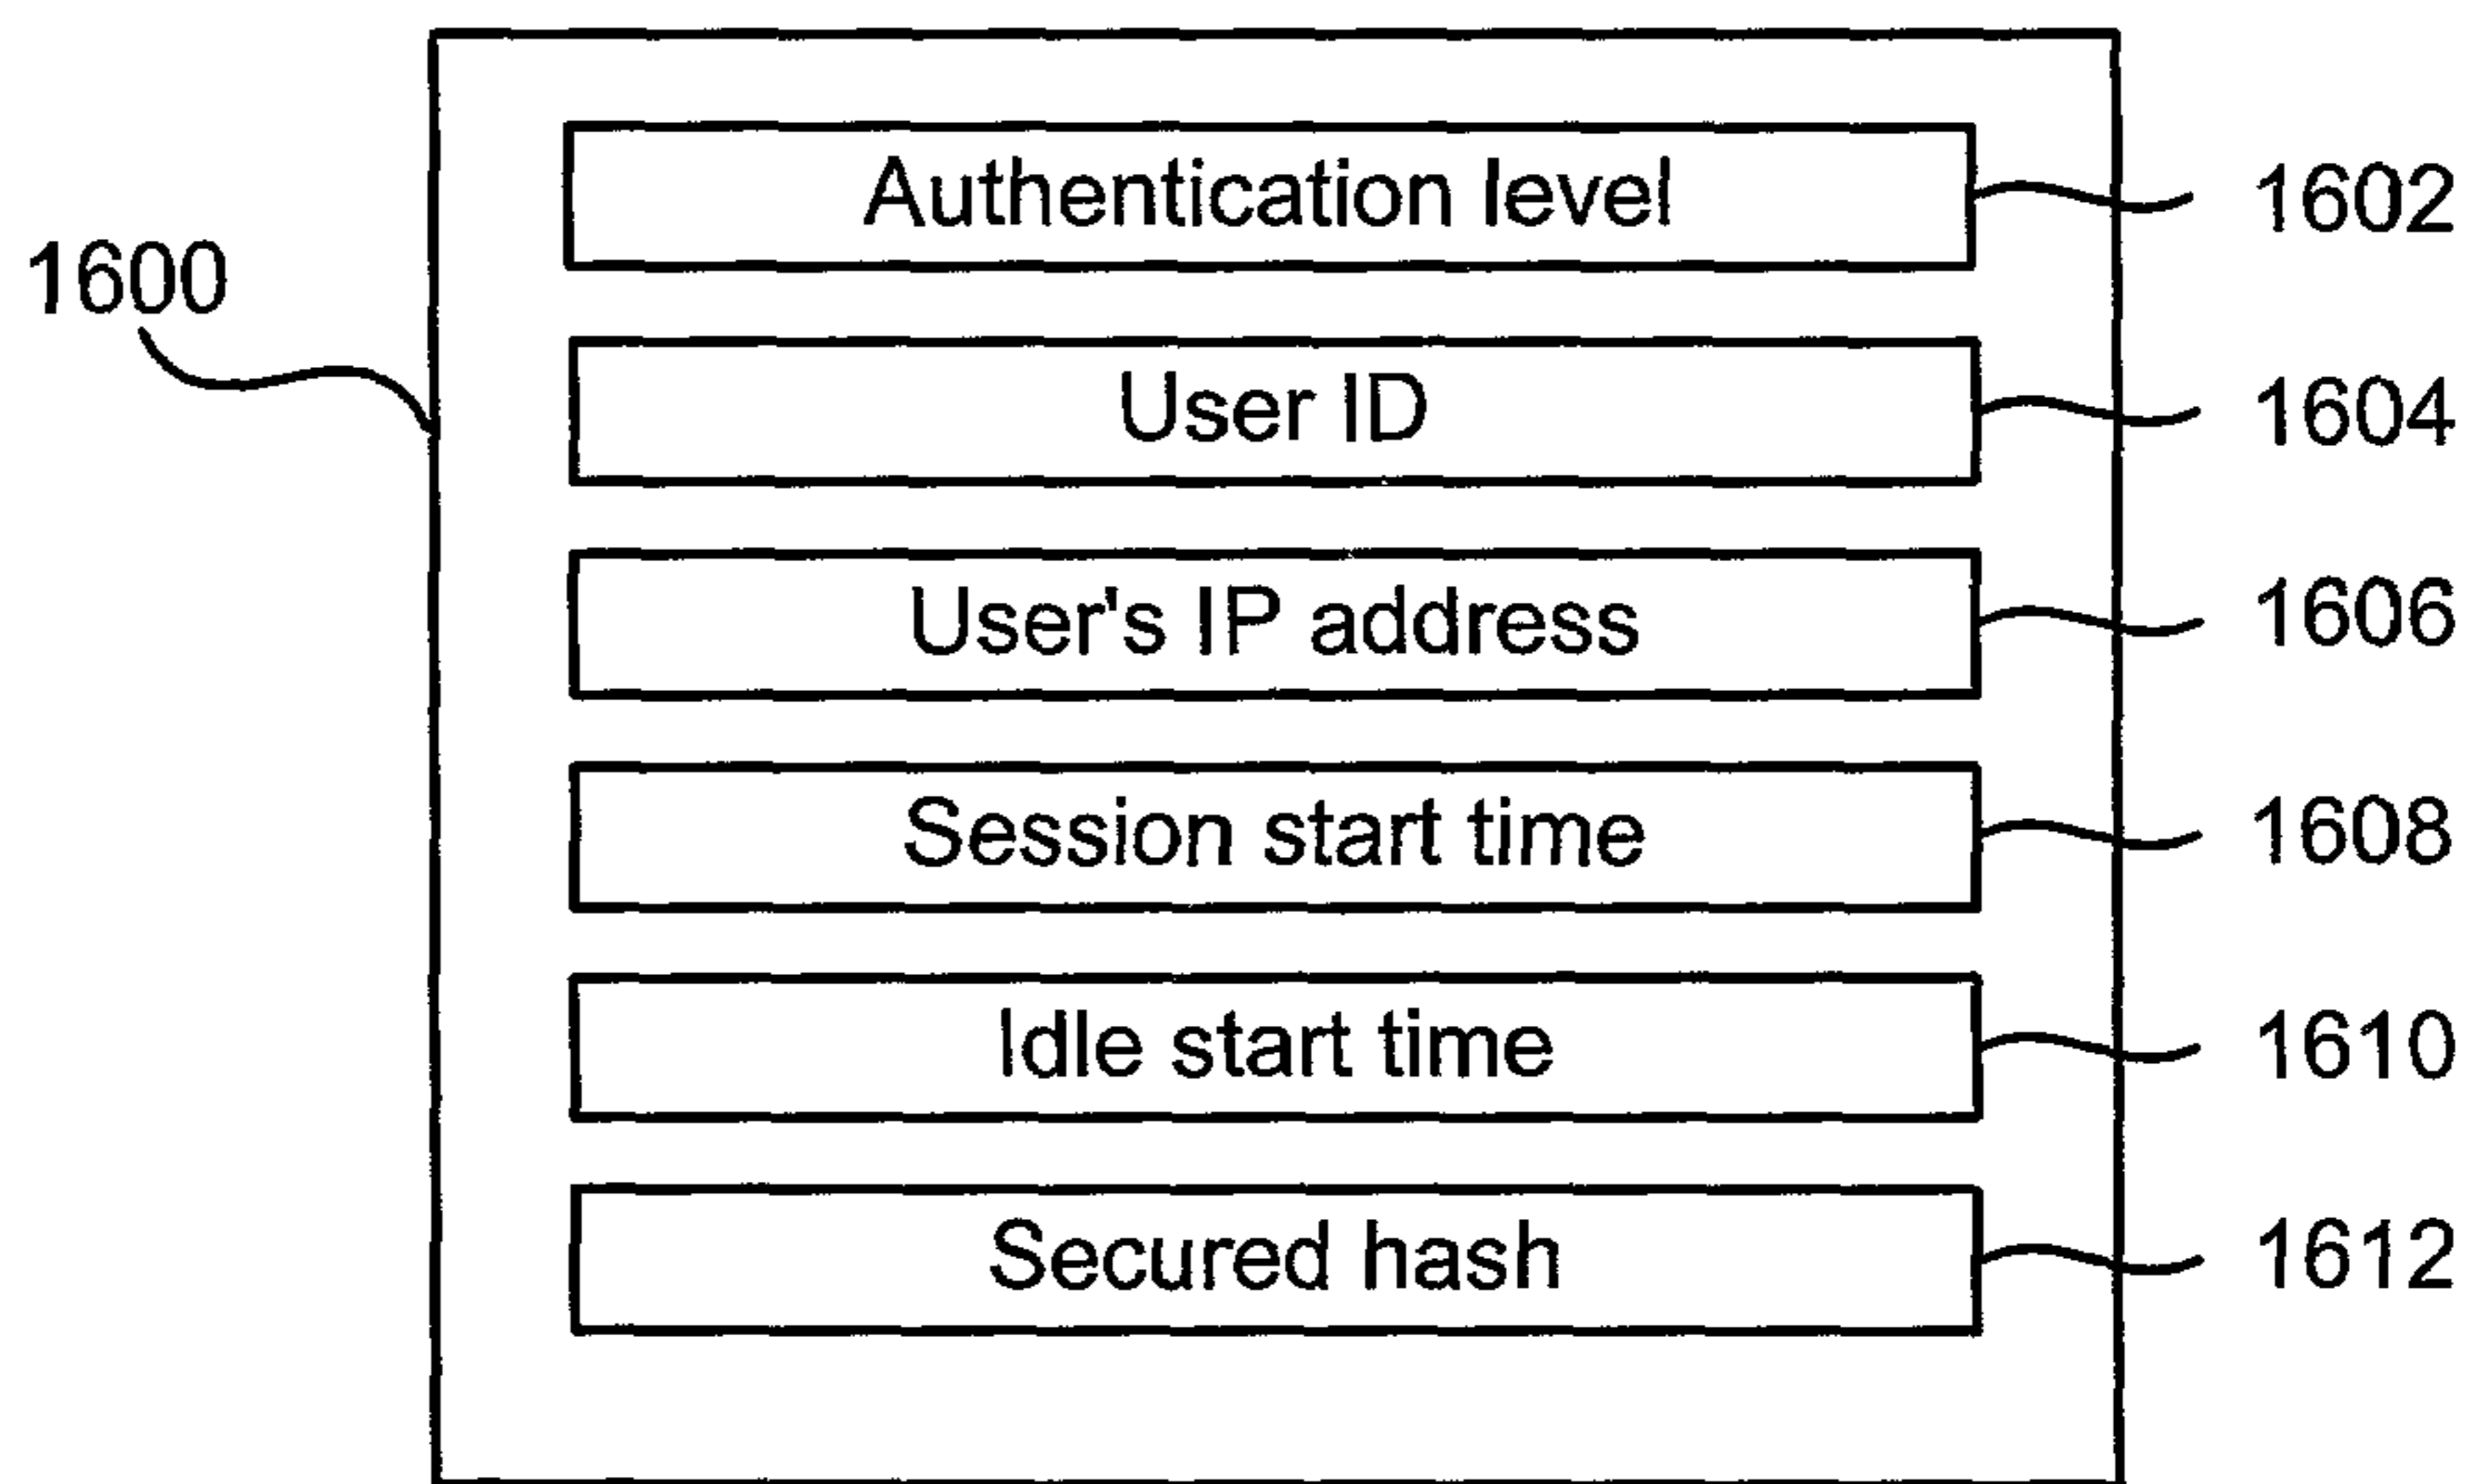 Authentication level 1602
1600
User ID 1604
User's IP address 1606
Session start time 1608
Idle start time 1610
Secured hash 1612